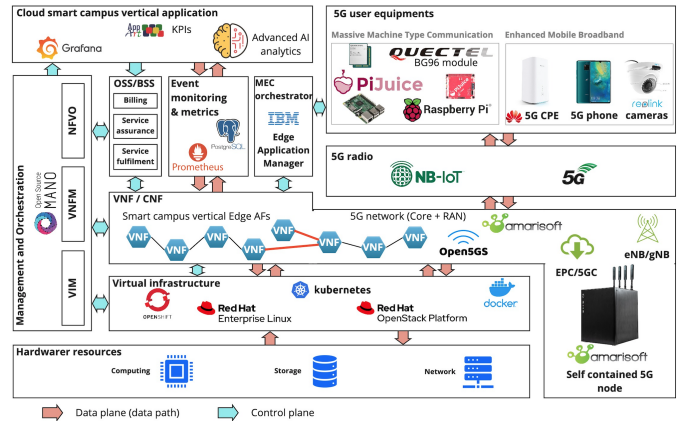 Cloud smart campus vertical application
Grafana
App
KPIs
Advanced AI
analytics
5G user equipments
Massive Machine Type Communication
QUECTEL
BG96 module
PiJuice
Raspberry Pi
Enhanced Mobile Broadband
5G CPE
5G phone
reolink
cameras
Management and Orchestration
Open Source
MANO
NFVO
VNFM
VIM
OSS/BSS
Billing
Service
assurance
Service
fulfilment
Event
monitoring
& metrics
PostgreSQL
Prometheus
MEC
orchestrator
IBM
Edge
Application
Manager
5G radio
NB-IoT
5G
VNF / CNF
Smart campus vertical Edge AFs
5G network (Core + RAN)
VNF
VNF
VNF
VNF
VNF
VNF
VNF
VNF
Open5GS
amarisoft
eNB/gNB
EPC/5GC
amarisoft
Self contained 5G
node
Virtual infrastructure
OPENSHIFT
Red Hat
Enterprise Linux
kubernetes
Red Hat
OpenStack Platform
docker
Hardwarer resources
Computing
Storage
Network
Data plane (data path)
Control plane